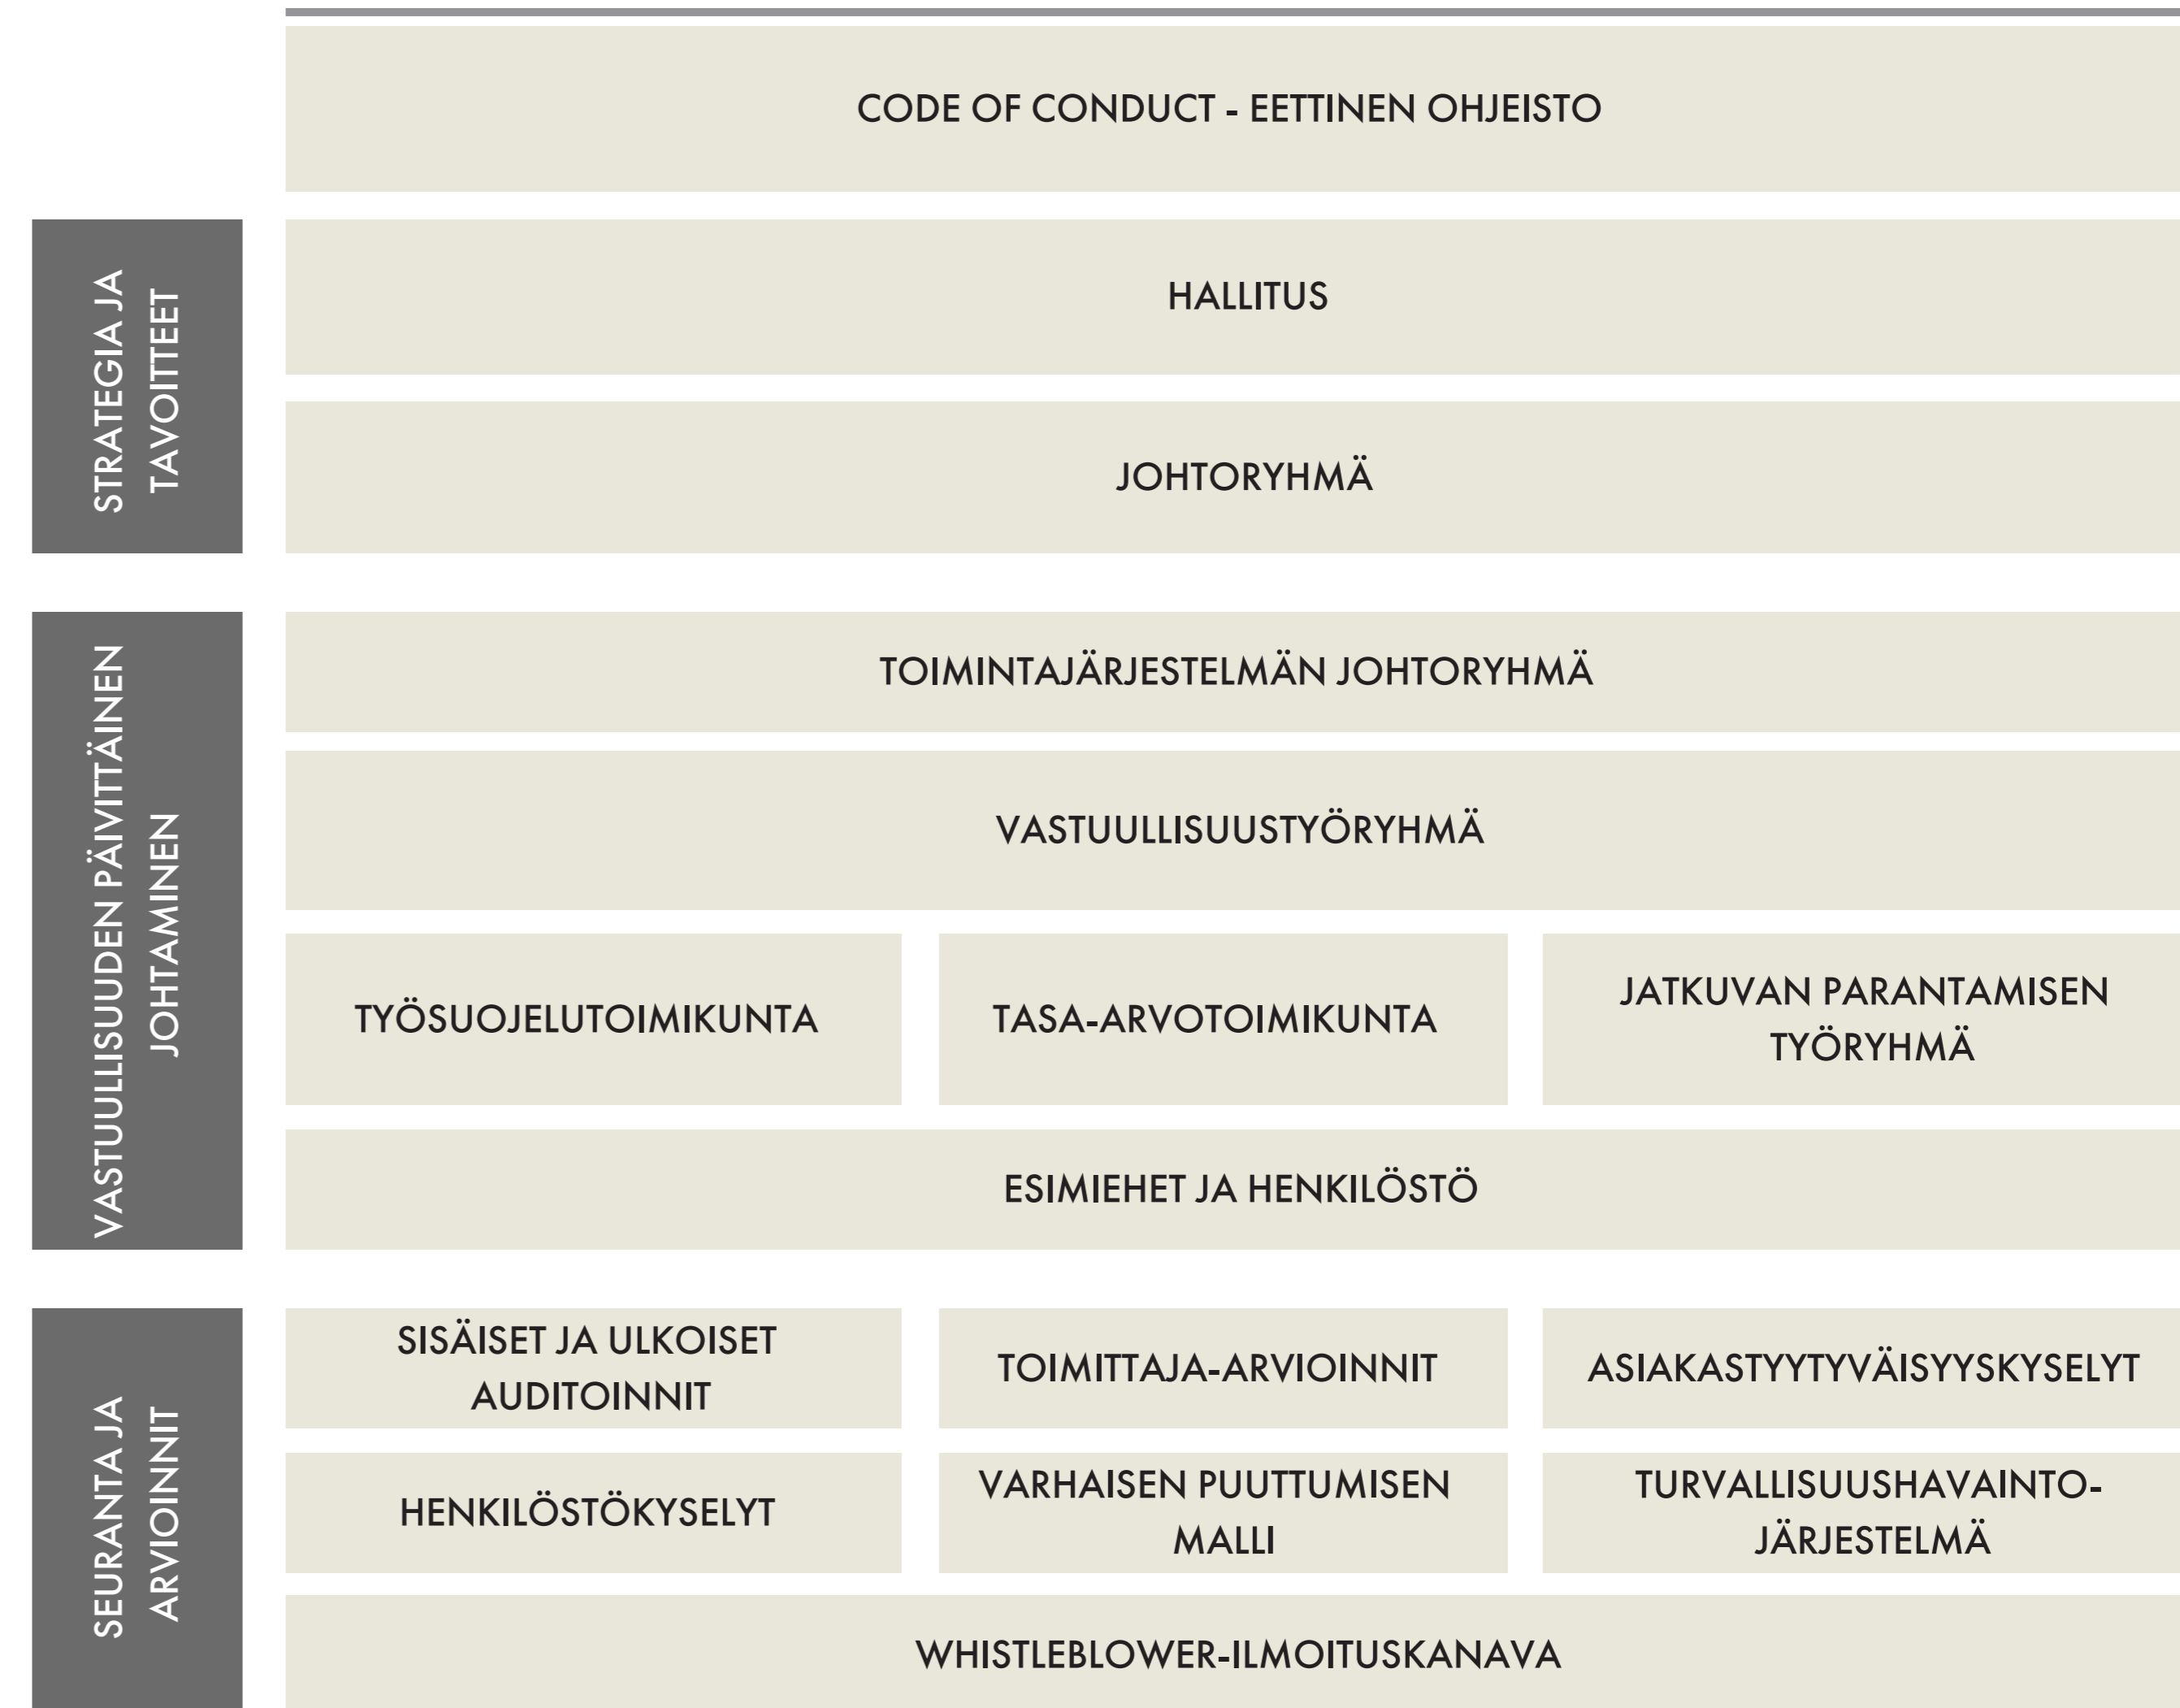 CODE OF CONDUCT - EETTINEN OHJEISTO
STRATEGIA JA
TAVOITTEET
HALLITUS
JOHTORYHMÄ
VASTUULLISUUDEN PÄIVITTÄINEN
JOHTAMINEN
TOIMINTAJÄRJESTELMÄN JOHTORYHMÄ
VASTUULLISUUSTYÖRYHMÄ
TYÖSUOJELUTOIMIKUNTA
TASA-ARVOTOIMIKUNTA
JATKUVAN PARANTAMISEN
TYÖRYHMÄ
ESIMIEHET JA HENKILÖSTÖ
SEURANTA JA
ARVIOINNIT
SISÄISET JA ULKOISET
AUDITOINNIT
TOIMITTAJA-ARVIOINNIT
ASIAKASTYYTYVÄISYYSKYSELYT
HENKILÖSTÖKYSELYT
VARHAISEN PUUTTUMISEN
MALLI
TURVALLISUUSHAVAINTO-
JÄRJESTELMÄ
WHISTLEBLOWER-ILMOITUSKANAVA